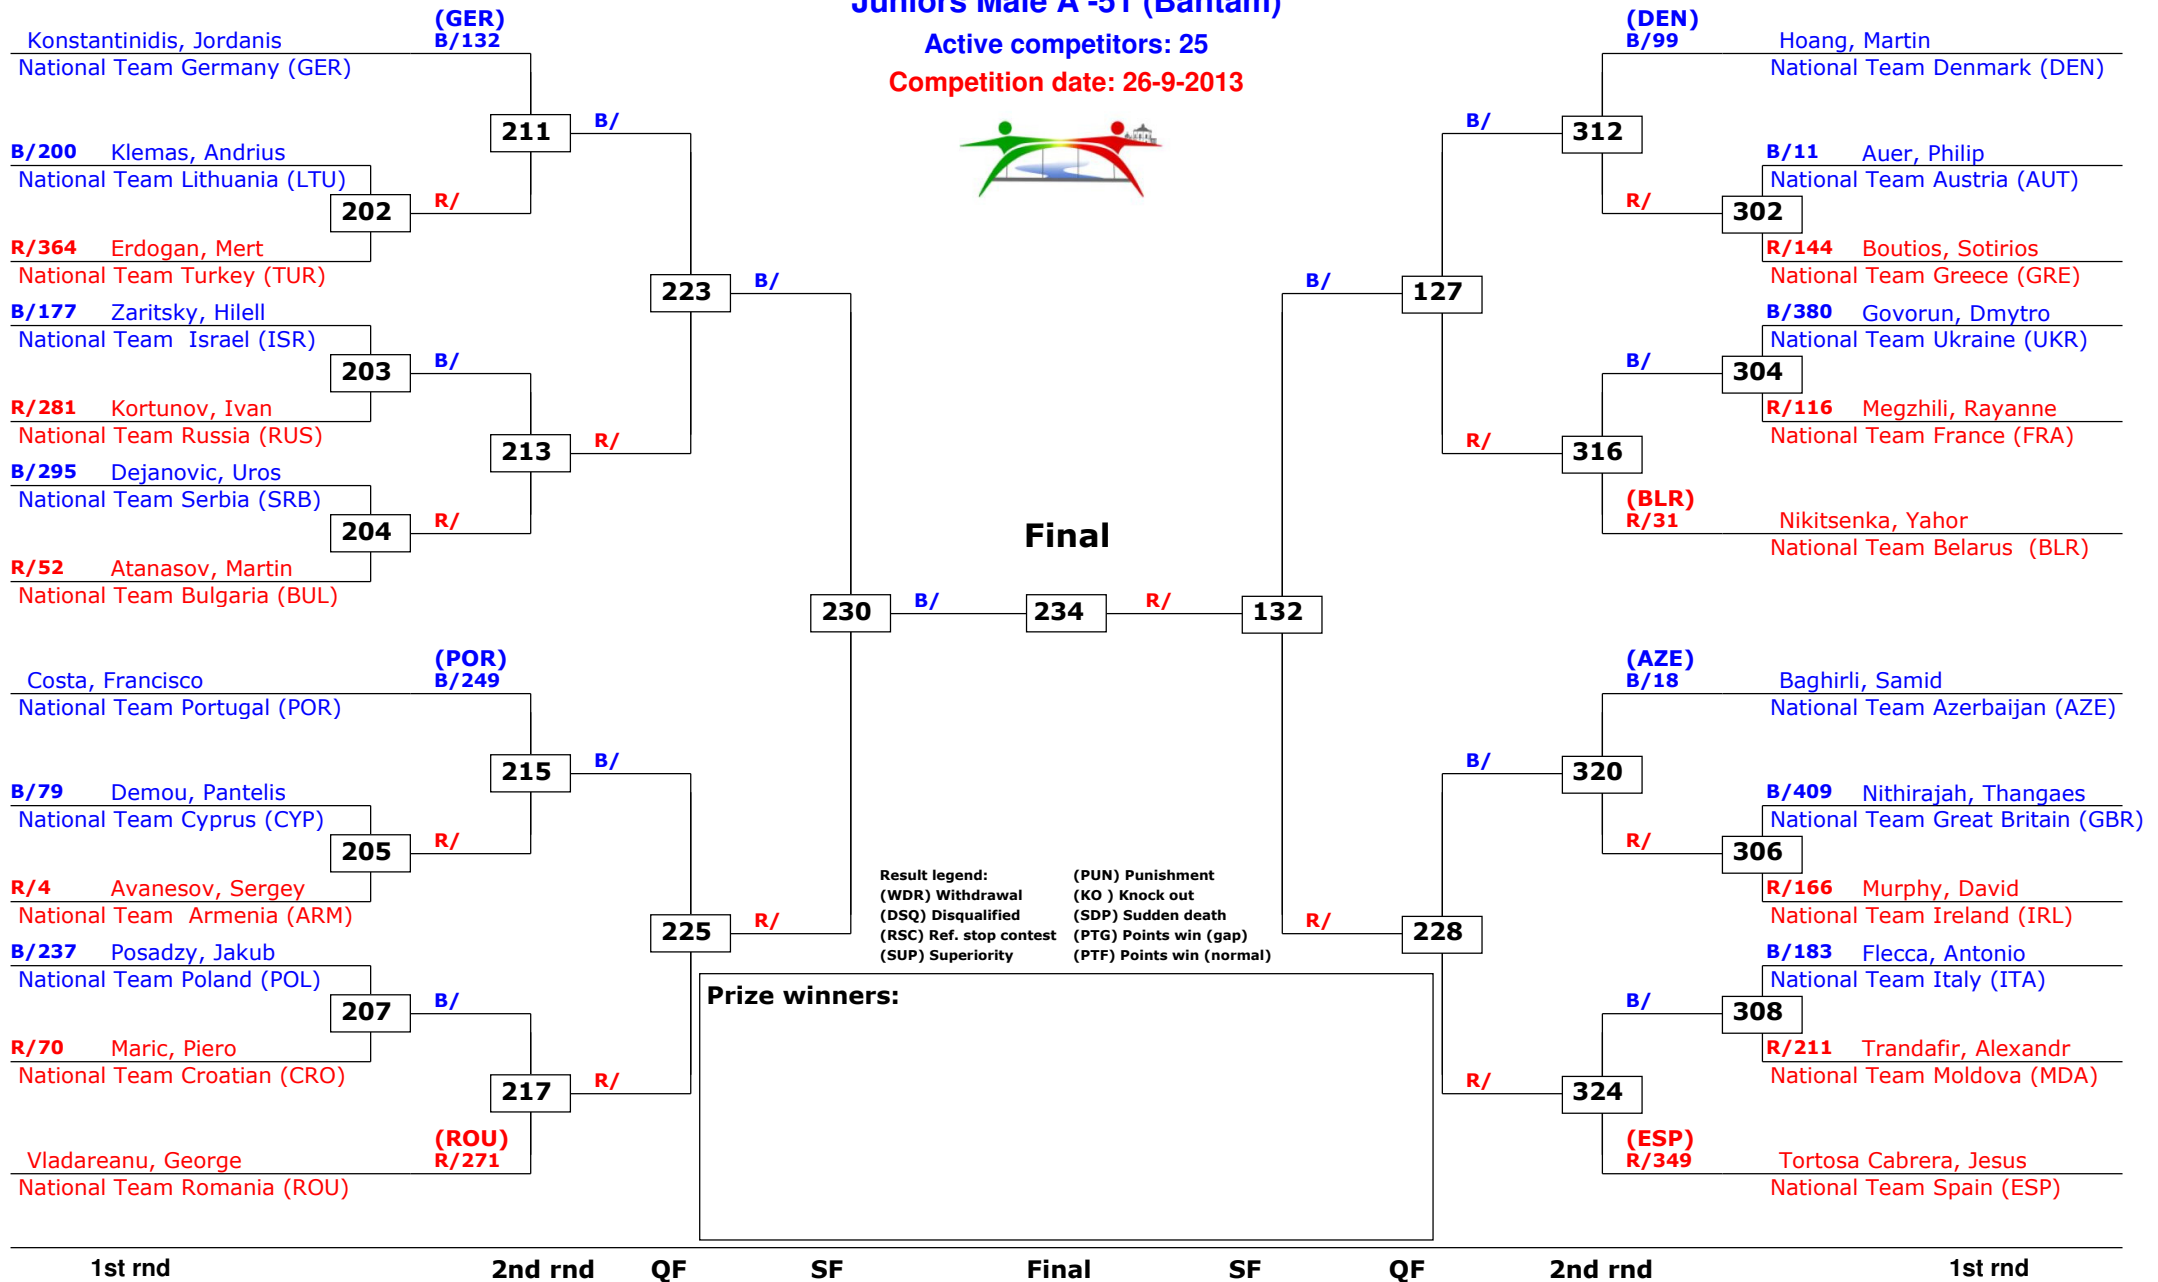 Juniors Male A -51 (Bantam)
Active competitors: 25
Competition date: 26-9-2013
(GER)
Konstantinidis, Jordanis B/132
National Team Germany (GER)
211 B/
B/200 Klemas, Andrius
National Team Lithuania (LTU)
202 R/
R/364 Erdogan, Mert
National Team Turkey (TUR)
223 B/
B/177 Zaritsky, Hilell
National Team Israel (ISR)
203 B/
R/281 Kortunov, Ivan
National Team Russia (RUS)
213 R/
B/295 Dejanovic, Uros
National Team Serbia (SRB)
204 R/
R/52 Atanasov, Martin
National Team Bulgaria (BUL)
230 B/
(POR)
Costa, Francisco B/249
National Team Portugal (POR)
215 B/
B/79 Demou, Pantelis
National Team Cyprus (CYP)
205 R/
R/4 Avanesov, Sergey
National Team Armenia (ARM)
225 R/
B/237 Posadzy, Jakub
National Team Poland (POL)
207 B/
R/70 Maric, Piero
National Team Croatian (CRO)
217 R/
(ROU)
Vladareanu, George R/271
National Team Romania (ROU)
Final
234 R/
132
(DEN)
B/99 Hoang, Martin
National Team Denmark (DEN)
B/ 312
B/11 Auer, Philip
National Team Austria (AUT)
R/ 302
R/144 Boutios, Sotirios
National Team Greece (GRE)
B/ 127
B/380 Govorun, Dmytro
National Team Ukraine (UKR)
B/ 304
R/116 Megzhili, Rayanne
National Team France (FRA)
R/ 316
(BLR)
R/31 Nikitsenka, Yahor
National Team Belarus (BLR)
(AZE)
B/18 Baghirli, Samid
National Team Azerbaijan (AZE)
B/ 320
B/409 Nithirajah, Thangaes
National Team Great Britain (GBR)
R/ 306
R/166 Murphy, David
National Team Ireland (IRL)
R/ 228
B/183 Flecca, Antonio
National Team Italy (ITA)
B/ 308
R/211 Trandafir, Alexandr
National Team Moldova (MDA)
R/ 324
(ESP)
R/349 Tortosa Cabrera, Jesus
National Team Spain (ESP)
Result legend: (PUN) Punishment
(WDR) Withdrawal (KO ) Knock out
(DSQ) Disqualified (SDP) Sudden death
(RSC) Ref. stop contest (PTG) Points win (gap)
(SUP) Superiority (PTF) Points win (normal)
Prize winners:
1st rnd 2nd rnd QF SF Final SF QF 2nd rnd 1st rnd